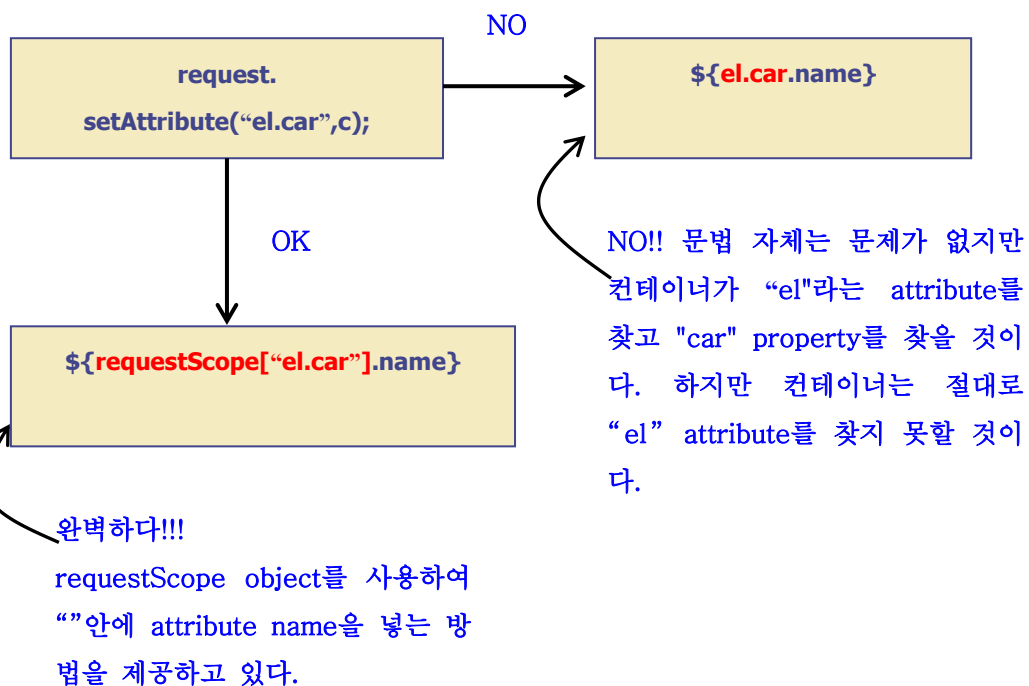 NO
request.
setAttribute(“el.car”,c);
${el.car.name}
OK
NO!! 문법 자체는 문제가 없지만
컨테이너가 “el"라는 attribute를
찾고 "car" property를 찾을 것이
다. 하지만 컨테이너는 절대로
“el” attribute를 찾지 못할 것이
다.
${requestScope[“el.car”].name}
완벽하다!!!
requestScope object를 사용하여
“”안에 attribute name을 넣는 방
법을 제공하고 있다.